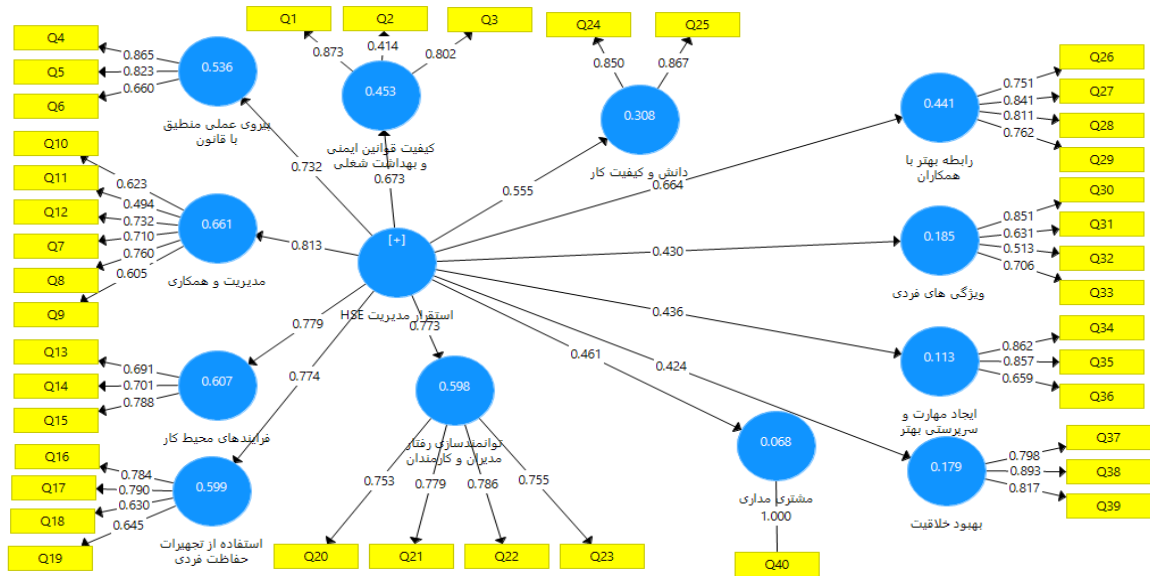 Q1
Q2
Q3
0.873
0.414
0.802
0.453
کیفیت قوانین ایمنی
و بهداشت شغلی
0.673
Q24
Q25
0.850
0.867
0.308
دانش و کیفیت کار
0.555
Q4
Q5
Q6
0.865
0.823
0.660
0.536
پیروی عملی منطیق
با قانون
0.732
Q10
Q11
Q12
Q7
Q8
Q9
0.623
0.494
0.732
0.710
0.760
0.605
0.661
مدیریت و همکاری
0.813
Q13
Q14
Q15
0.691
0.701
0.788
0.607
فرایندهای محیط کار
0.779
Q16
Q17
Q18
Q19
0.784
0.790
0.630
0.645
0.599
استفاده از تجهیرات
حفاظت فردی
0.774
[+]
استقرار مدیریت HSE
0.773
0.598
توانمندسازی رفتار
مدیران و کارمندان
0.753
0.779
0.786
0.755
Q20
Q21
Q22
Q23
0.461
0.068
مشتری مداری
1.000
Q40
0.664
0.441
رابطه بهتر با
همکاران
0.751
0.841
0.811
0.762
Q26
Q27
Q28
Q29
0.430
0.185
ویژگی های فردی
0.851
0.631
0.513
0.706
Q30
Q31
Q32
Q33
0.436
0.113
ایجاد مهارت و
سرپرستی بهتر
0.862
0.857
0.659
Q34
Q35
Q36
0.424
0.179
بهبود خلاقیت
0.798
0.893
0.817
Q37
Q38
Q39